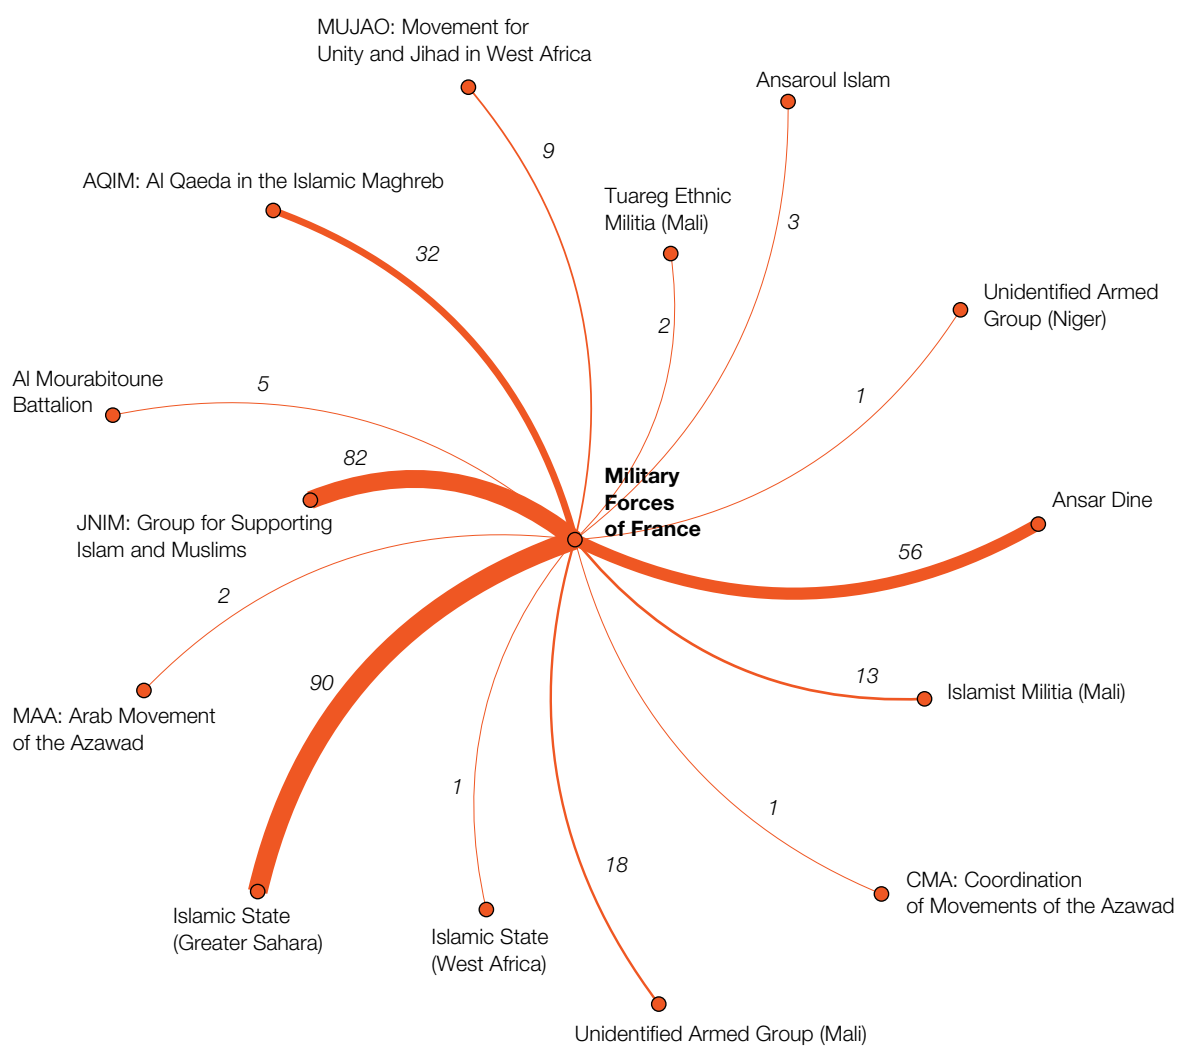 MUJAO: Movement for
Unity and Jihad in West Africa
Ansaroul Islam
9
AQIM: Al Qaeda in the Islamic Maghreb
Tuareg Ethnic
Militia (Mali)
3
32
Unidentified Armed
Group (Niger)
2
Al Mourabitoune
Battalion
5
1
82
Military
Forces
of France
Ansar Dine
JNIM: Group for Supporting
Islam and Muslims
56
2
90
13
Islamist Militia (Mali)
MAA: Arab Movement
of the Azawad
1
1
18
CMA: Coordination
of Movements of the Azawad
Islamic State
(Greater Sahara)
Islamic State
(West Africa)
Unidentified Armed Group (Mali)